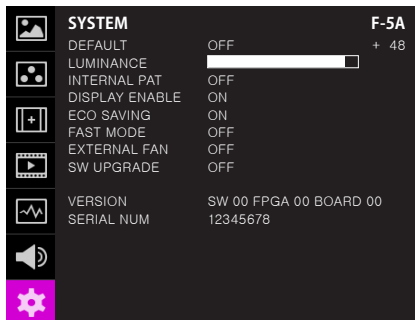 SYSTEM F-5A
DEFAULT OFF + 48
LUMINANCE
INTERNAL PAT OFF
DISPLAY ENABLE ON
ECO SAVING ON
FAST MODE OFF
EXTERNAL FAN OFF
SW UPGRADE OFF
VERSION SW 00 FPGA 00 BOARD 00
SERIAL NUM 12345678